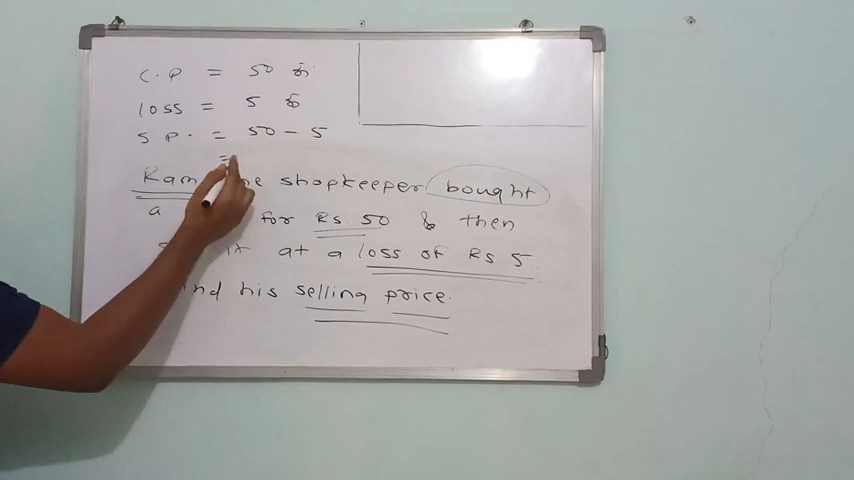 C.P = 50 रु
loss = 5 रु
S P. = 50 - 5
=
Ram shopkeeper bought
a for Rs. 50 & then
at a loss of Rs 5.
his selling price.